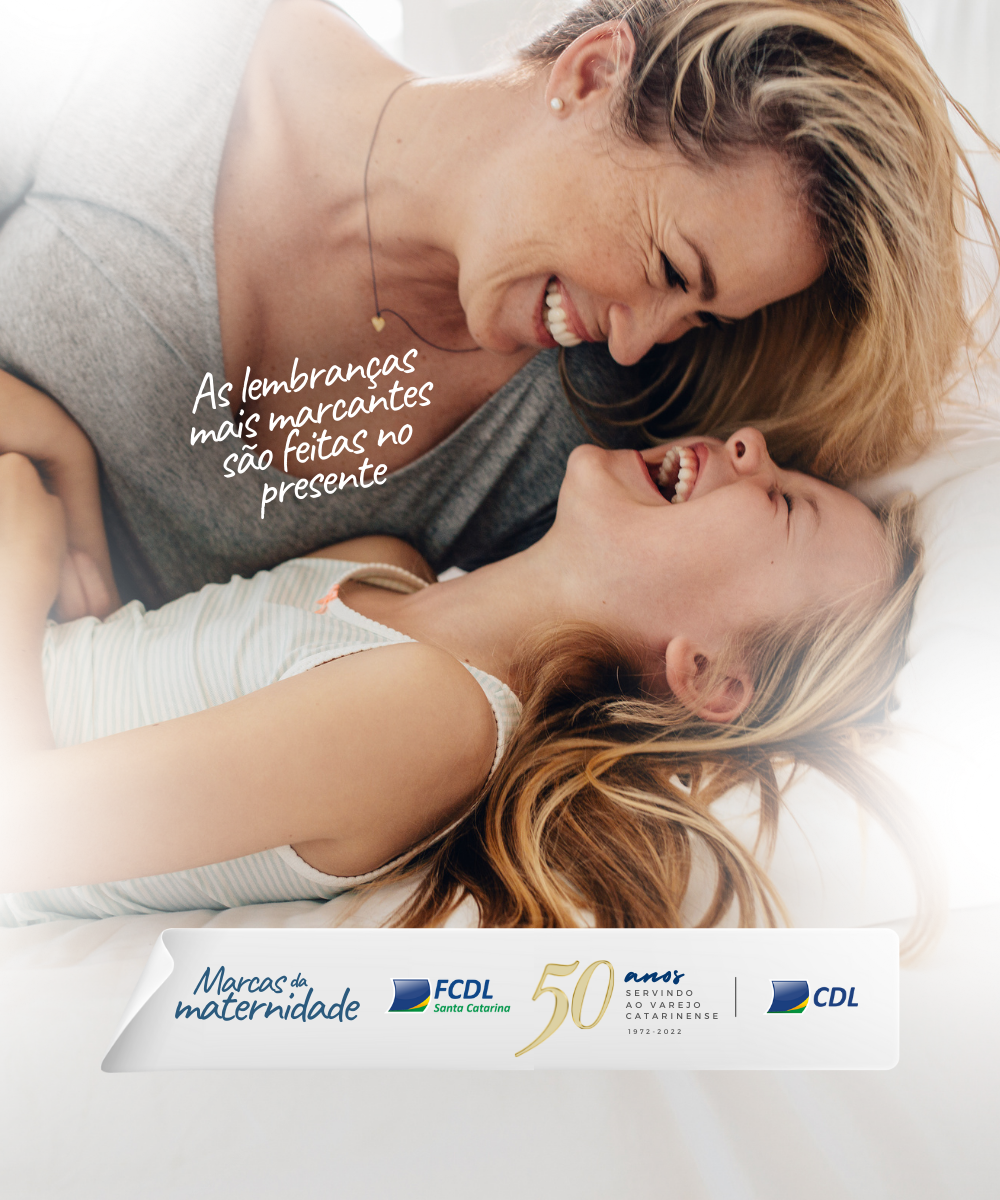 As lembranças
mais marcantes
são feitas no
presente
Marcas da
maternidade
FCDL
Santa Catarina
50 anos
SERVINDO
AO VAREJO
CATARINENSE
1972-2022
CDL